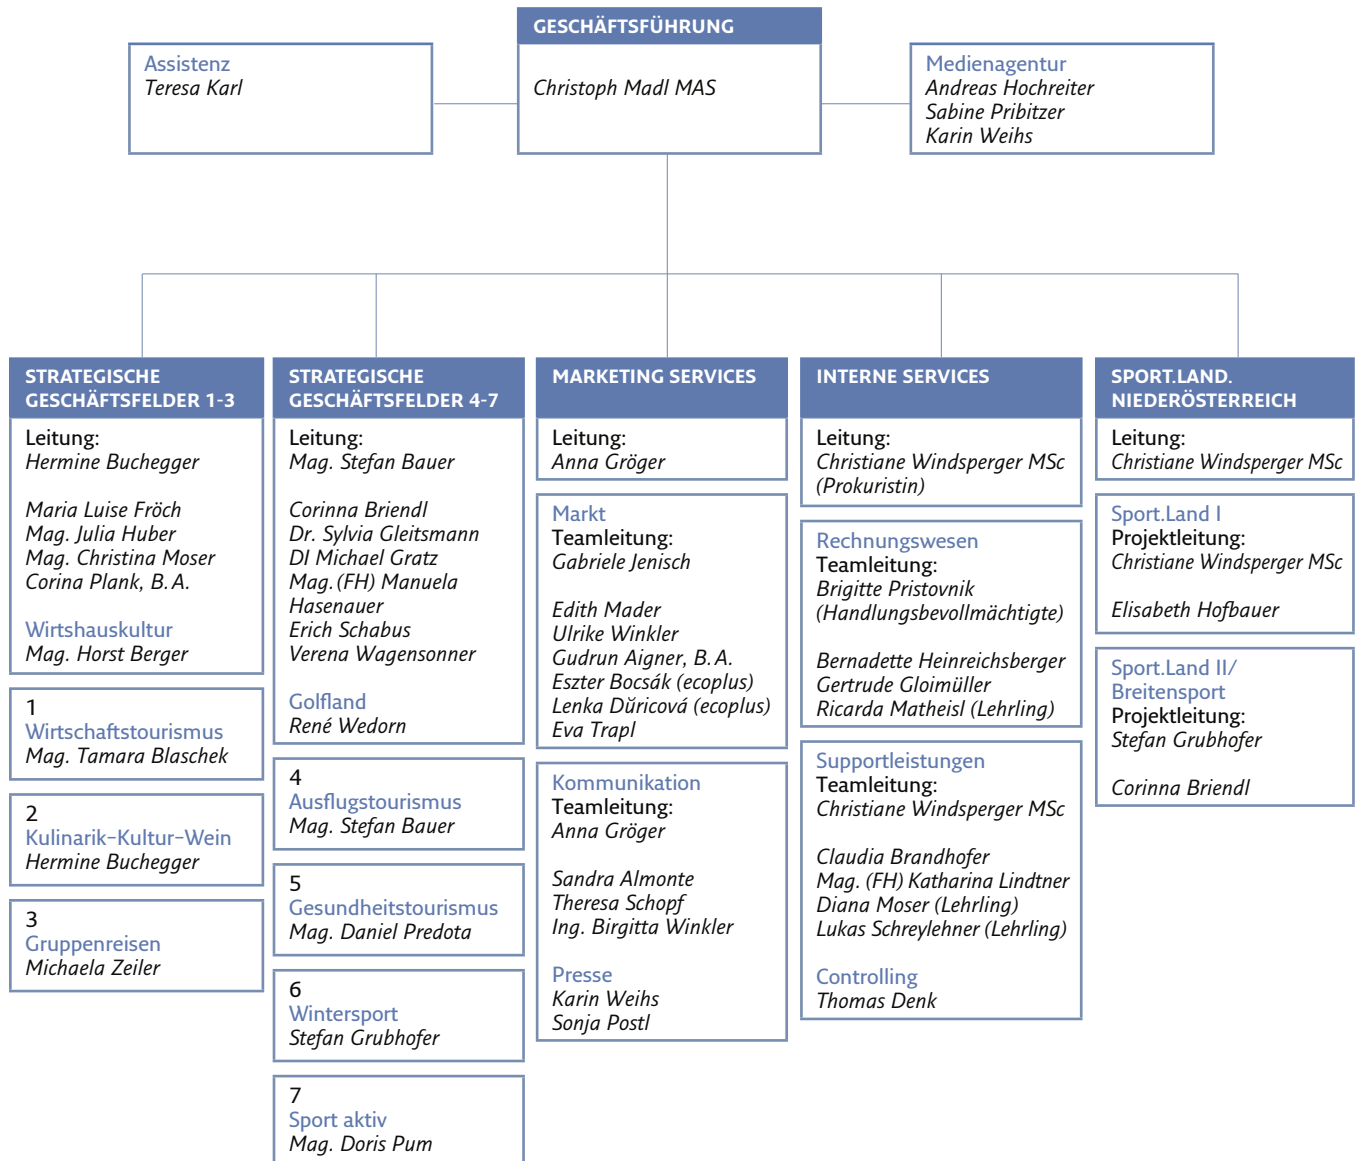 GESCHÄFTSFÜHRUNG
Christoph Madl MAS
Assistenz
Teresa Karl
Medienagentur
Andreas Hochreiter
Sabine Pribitzer
Karin Weihs
STRATEGISCHE
GESCHÄFTSFELDER 1-3
Leitung:
Hermine Buchegger
Maria Luise Fröch
Mag. Julia Huber
Mag. Christina Moser
Corina Plank, B.A.
Wirtshauskultur
Mag. Horst Berger
1
Wirtschaftstourismus
Mag. Tamara Blaschek
2
Kulinarik-Kultur-Wein
Hermine Buchegger
3
Gruppenreisen
Michaela Zeiler
STRATEGISCHE
GESCHÄFTSFELDER 4-7
Leitung:
Mag. Stefan Bauer
Corinna Briendl
Dr. Sylvia Gleitsmann
DI Michael Gratz
Mag. (FH) Manuela
Hasenauer
Erich Schabus
Verena Wagensonner
Golfland
René Wedorn
4
Ausflugstourismus
Mag. Stefan Bauer
5
Gesundheitstourismus
Mag. Daniel Predota
6
Wintersport
Stefan Grubhofer
7
Sport aktiv
Mag. Doris Pum
MARKETING SERVICES
Leitung:
Anna Gröger
Markt
Teamleitung:
Gabriele Jenisch
Edith Mader
Ulrike Winkler
Gudrun Aigner, B.A.
Eszter Bocsák (ecoplus)
Lenka Dŭricová (ecoplus)
Eva Trapl
Kommunikation
Teamleitung:
Anna Gröger
Sandra Almonte
Theresa Schopf
Ing. Birgitta Winkler
Presse
Karin Weihs
Sonja Postl
INTERNE SERVICES
Leitung:
Christiane Windsperger MSc
(Prokuristin)
Rechnungswesen
Teamleitung:
Brigitte Pristovnik
(Handlungsbevollmächtigte)
Bernadette Heinreichsberger
Gertrude Gloimüller
Ricarda Matheisl (Lehrling)
Supportleistungen
Teamleitung:
Christiane Windsperger MSc
Claudia Brandhofer
Mag. (FH) Katharina Lindtner
Diana Moser (Lehrling)
Lukas Schreylehner (Lehrling)
Controlling
Thomas Denk
SPORT.LAND.
NIEDERÖSTERREICH
Leitung:
Christiane Windsperger MSc
Sport.Land I
Projektleitung:
Christiane Windsperger MSc
Elisabeth Hofbauer
Sport.Land II/
Breitensport
Projektleitung:
Stefan Grubhofer
Corinna Briendl